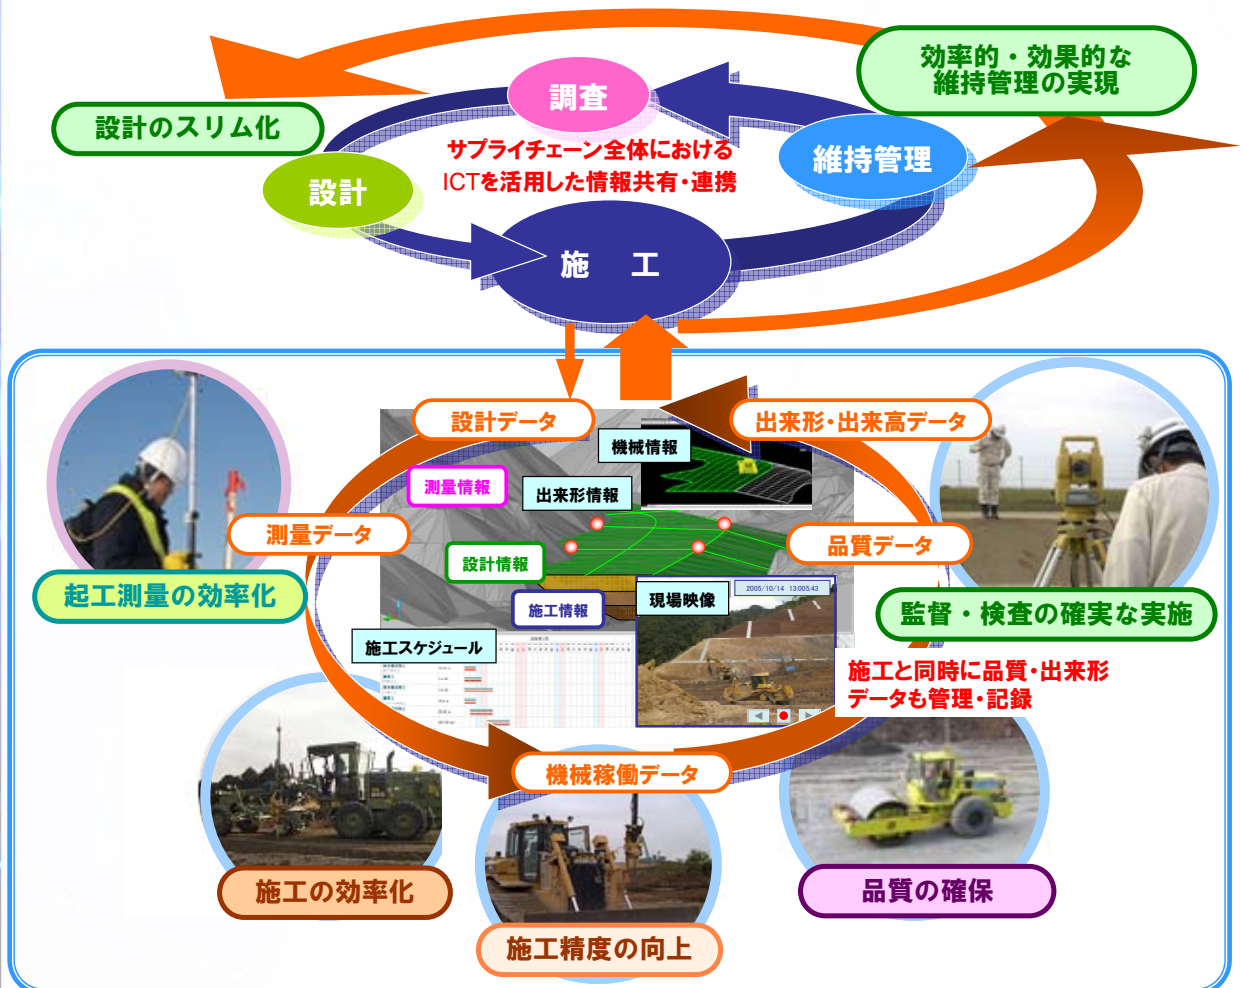 効率的・効果的な
維持管理の実現
調査
設計のスリム化
サプライチェーン全体における
ICTを活用した情報共有・連携
維持管理
設計
施 工
設計データ
出来形・出来高データ
機械情報
測量情報
出来形情報
測量データ
品質データ
設計情報
起工測量の効率化
施工情報
現場映像
2005/10/14 13:005:43
監督・検査の確実な実施
施工スケジュール
施工と同時に品質・出来形
データも管理・記録
機械稼働データ
施工の効率化
品質の確保
施工精度の向上